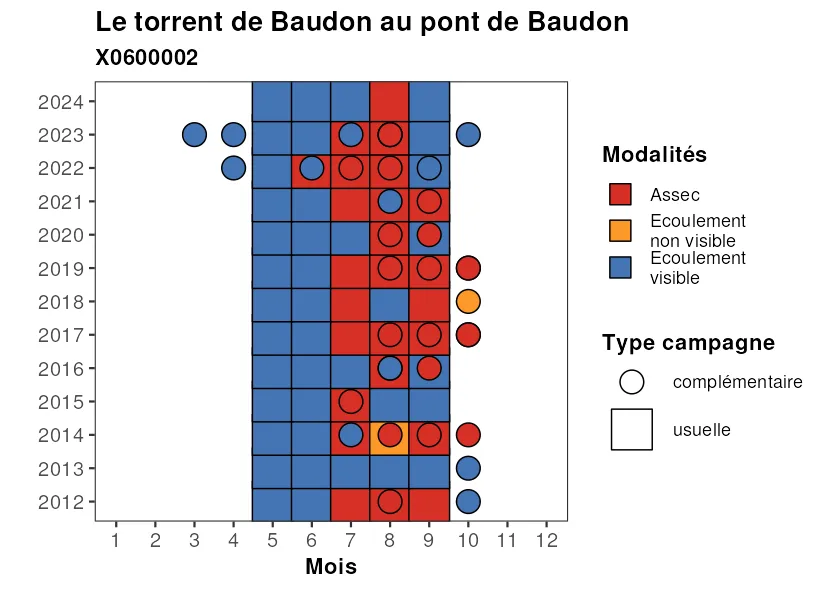 Le torrent de Baudon au pont de Baudon
X0600002
2024
2023
2022
2021
2020
2019
2018
2017
2016
2015
2014
2013
2012
1 2 3 4 5 6 7 8 9 10 11 12
Mois
Modalités
Assec
Ecoulement
non visible
Ecoulement
visible
Type campagne
complémentaire
usuelle